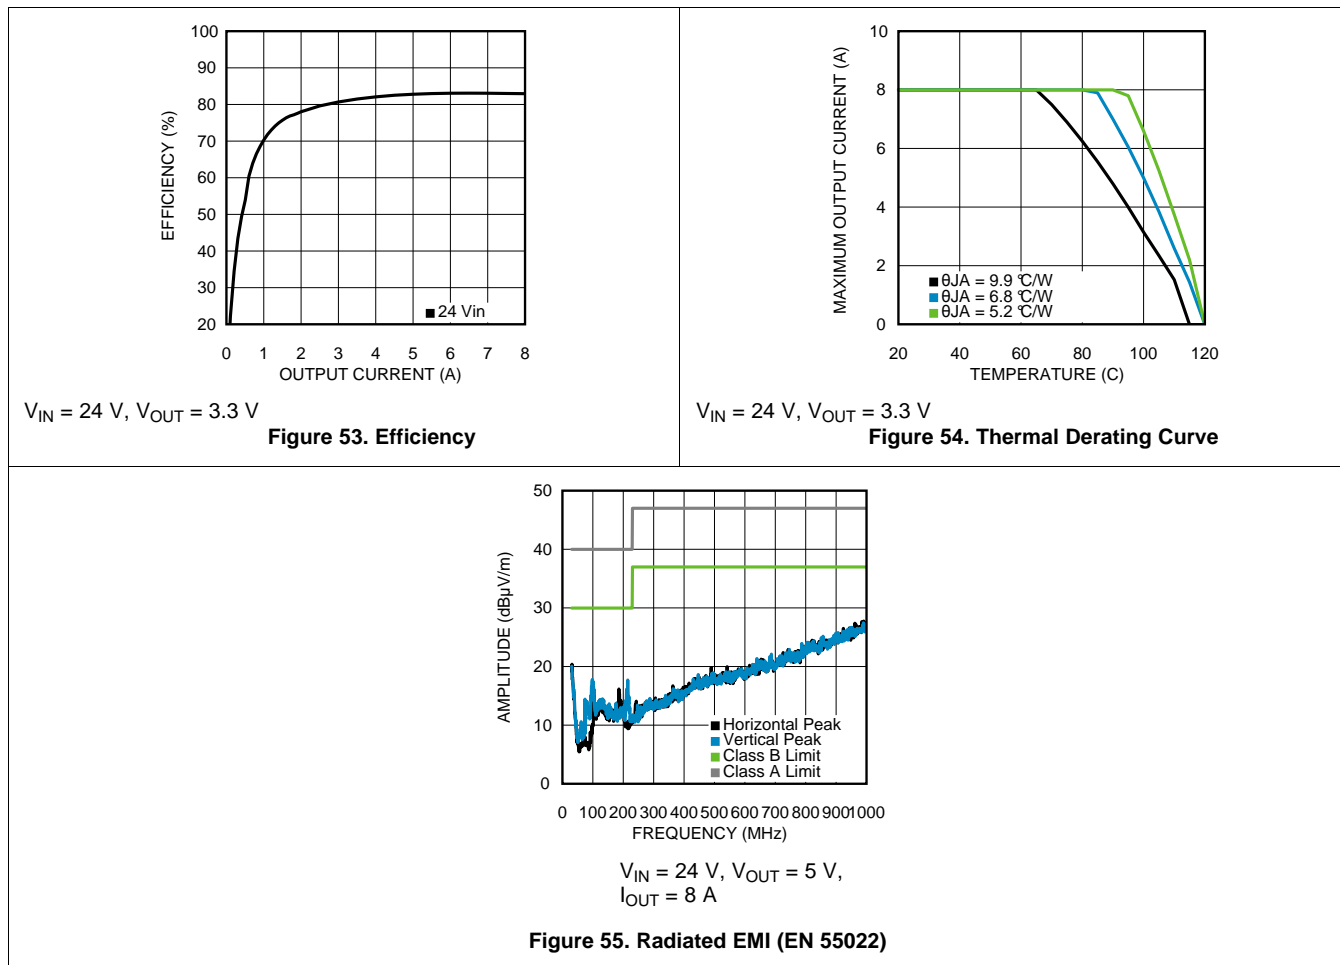 100
90
80
70
60
50
40
30
20
EFFICIENCY (%)
24 Vin
0 1 2 3 4 5 6 7 8
OUTPUT CURRENT (A)
VIN = 24 V, VOUT = 3.3 V
Figure 53. Efficiency
10
8
6
4
2
0
MAXIMUM OUTPUT CURRENT (A)
θJA = 9.9 °C/W
θJA = 6.8 °C/W
θJA = 5.2 °C/W
20 40 60 80 100 120
TEMPERATURE (C)
VIN = 24 V, VOUT = 3.3 V
Figure 54. Thermal Derating Curve
50
40
30
20
10
0
AMPLITUDE (dBµV/m)
Horizontal Peak
Vertical Peak
Class B Limit
Class A Limit
0 100 200 300 400 500 600 700 800 900 1000
FREQUENCY (MHz)
VIN = 24 V, VOUT = 5 V,
IOUT = 8 A
Figure 55. Radiated EMI (EN 55022)